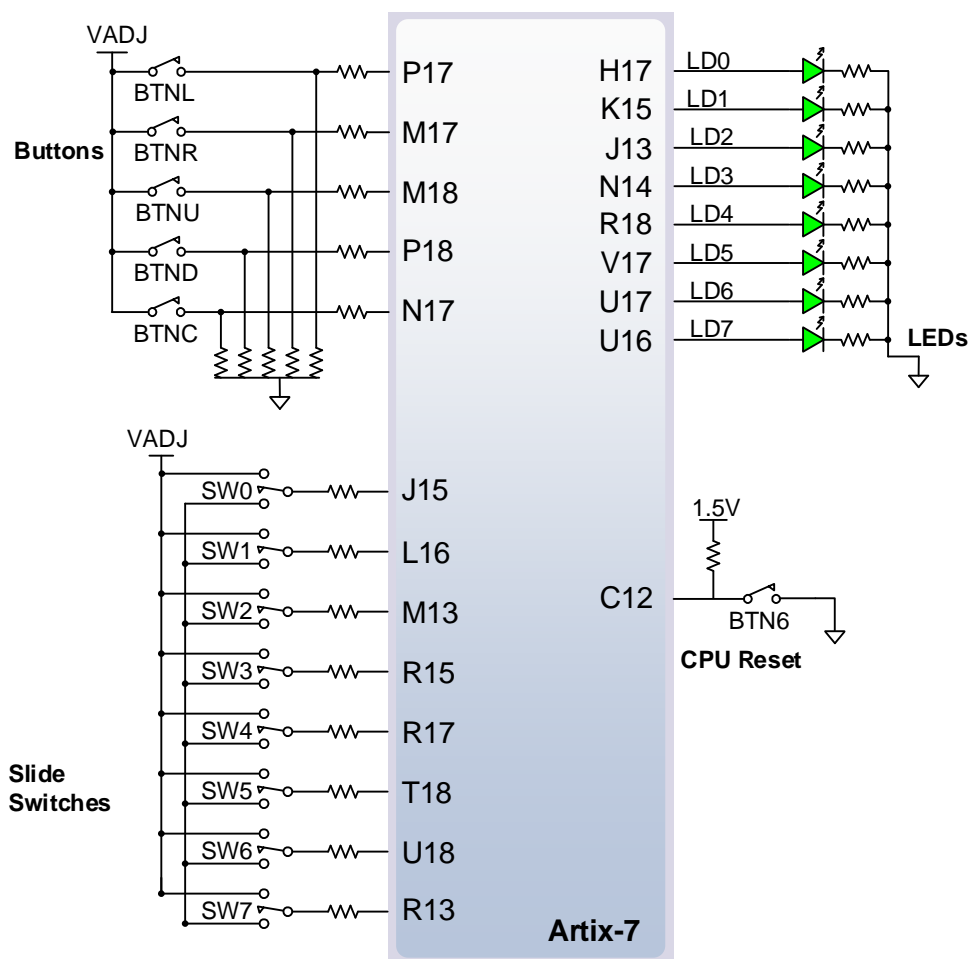 VADJ
BTNL
BTNR
BTNU
BTND
BTNC
Buttons
P17
M17
M18
P18
N17
H17
K15
J13
N14
R18
V17
U17
U16
LD0
LD1
LD2
LD3
LD4
LD5
LD6
LD7
LEDs
VADJ
SW0
SW1
SW2
SW3
SW4
SW5
SW6
SW7
Slide
Switches
J15
L16
M13
R15
R17
T18
U18
R13
C12
1.5V
BTN6
CPU Reset
Artix-7